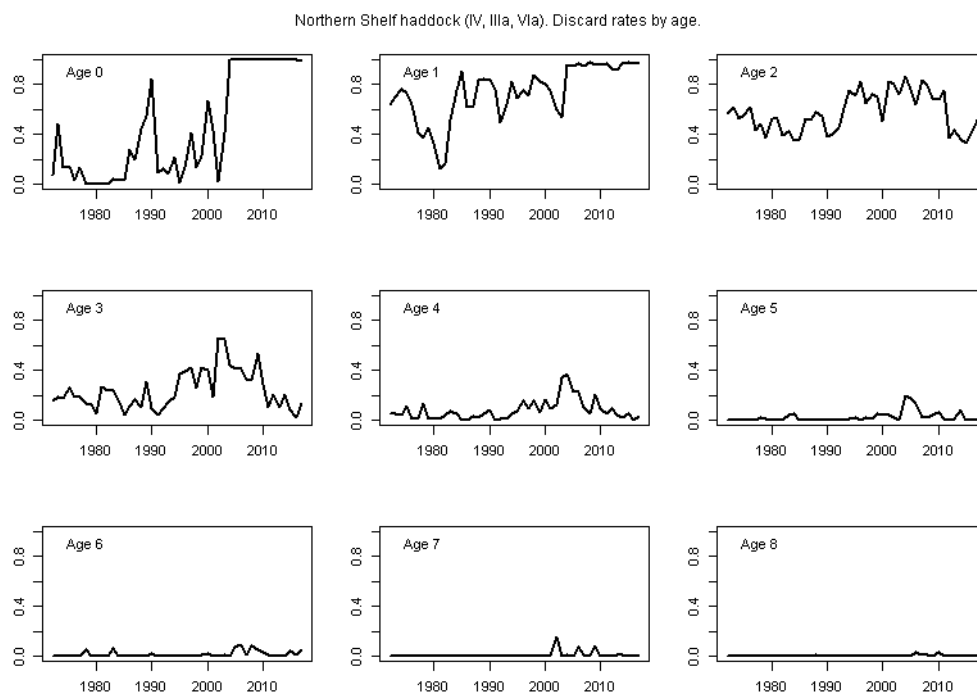 Northern Shelf haddock (IV, IIIa, VIa). Discard rates by age.
Age 0
0.0 0.4 0.8
1980 1990 2000 2010
Age 1
0.0 0.4 0.8
1980 1990 2000 2010
Age 2
0.0 0.4 0.8
1980 1990 2000 2010
Age 3
0.0 0.4 0.8
1980 1990 2000 2010
Age 4
0.0 0.4 0.8
1980 1990 2000 2010
Age 5
0.0 0.4 0.8
1980 1990 2000 2010
Age 6
0.0 0.4 0.8
1980 1990 2000 2010
Age 7
0.0 0.4 0.8
1980 1990 2000 2010
Age 8
0.0 0.4 0.8
1980 1990 2000 2010